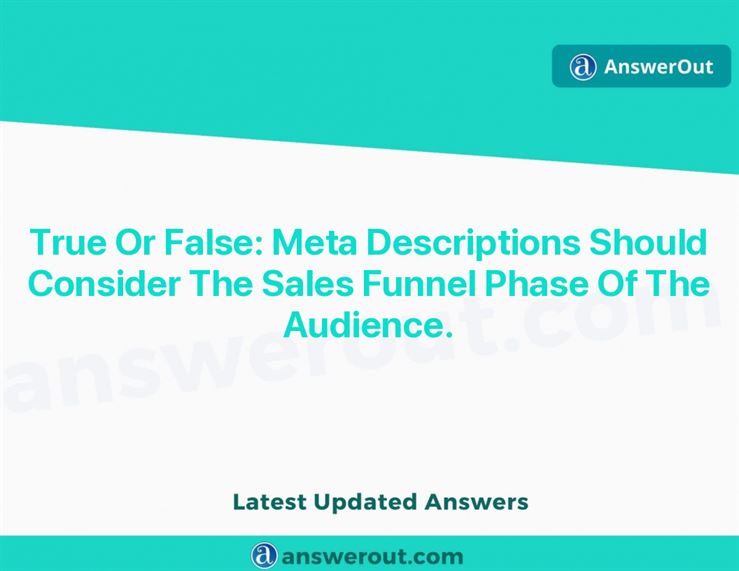 AnswerOut
True Or False: Meta Descriptions Should
Consider The Sales Funnel Phase Of The
Audience.
answerout.com
Latest Updated Answers
answerout.com